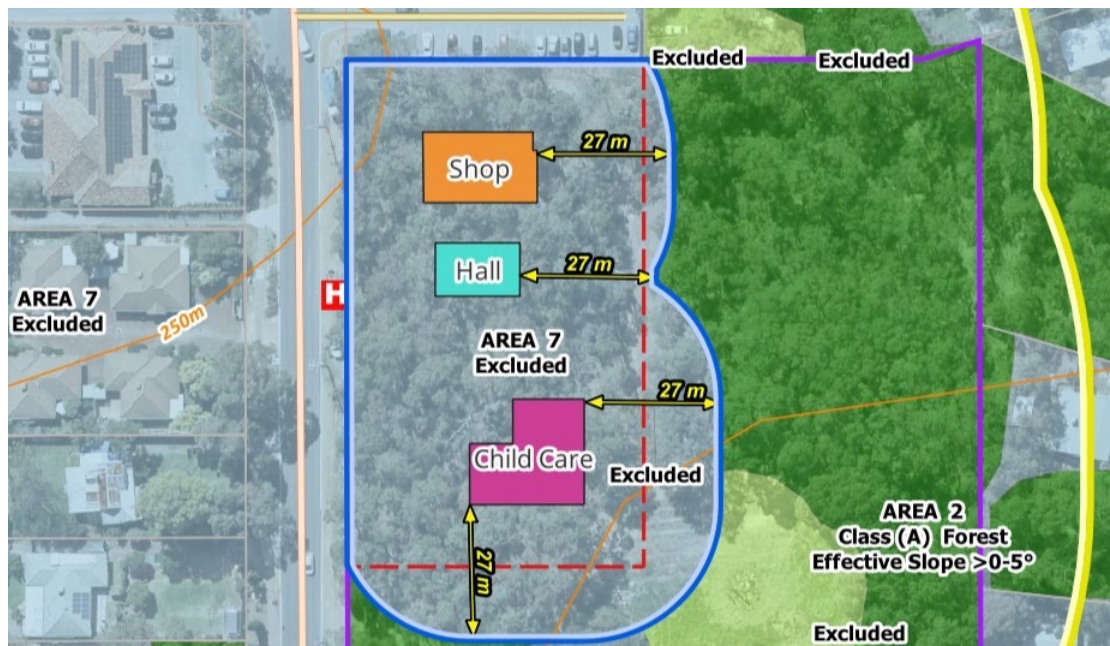 Excluded
Excluded
27 m
Shop
27 m
Hall
H
AREA 7
Excluded
250m
AREA 7
Excluded
27 m
Child Care
Excluded
27 m
AREA 2
Class (A) Forest
Effective Slope >0-5°
Excluded